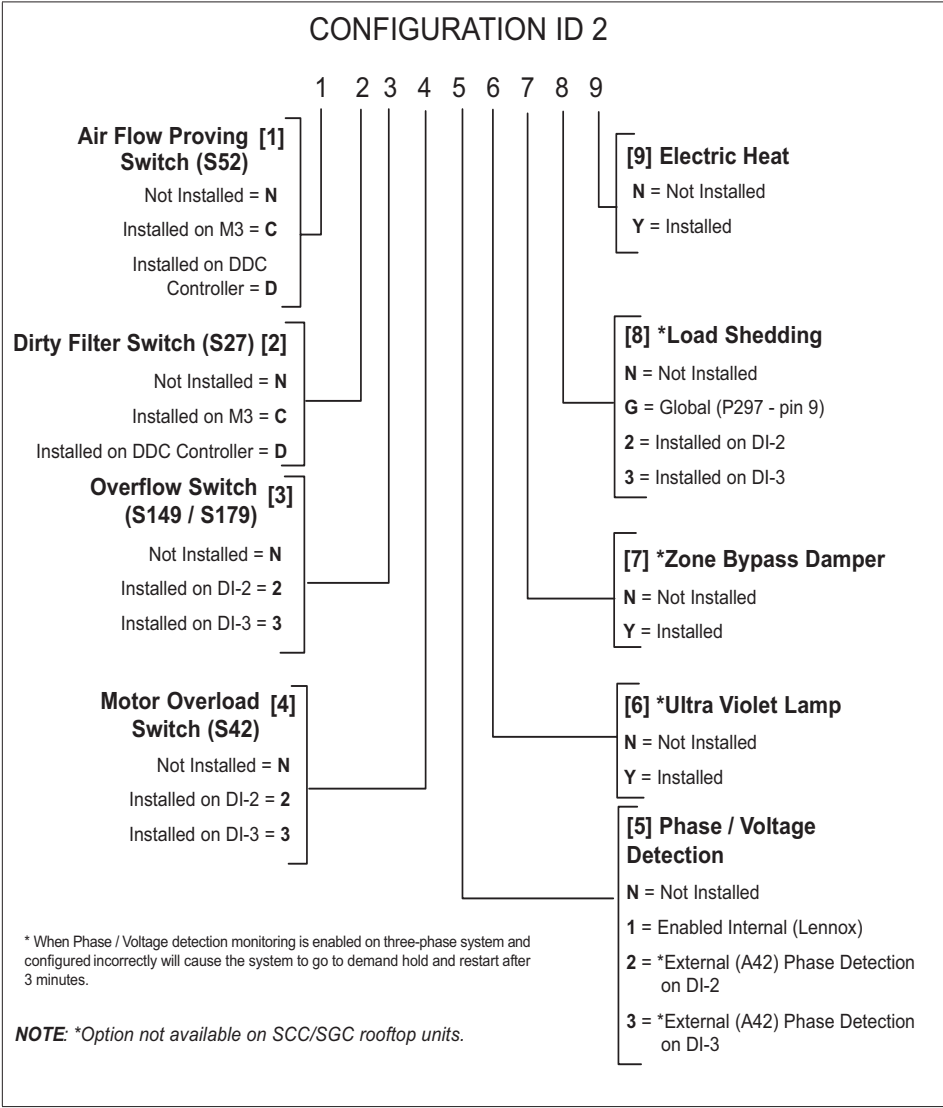 CONFIGURATION ID 2
1 2 3 4 5 6 7 8 9
Air Flow Proving [1]
Switch (S52)
Not Installed = N
Installed on M3 = C
Installed on DDC
Controller = D
Dirty Filter Switch (S27) [2]
Not Installed = N
Installed on M3 = C
Installed on DDC Controller = D
Overflow Switch [3]
(S149 / S179)
Not Installed = N
Installed on DI-2 = 2
Installed on DI-3 = 3
Motor Overload [4]
Switch (S42)
Not Installed = N
Installed on DI-2 = 2
Installed on DI-3 = 3
[9] Electric Heat
N = Not Installed
Y = Installed
[8] *Load Shedding
N = Not Installed
G = Global (P297 - pin 9)
2 = Installed on DI-2
3 = Installed on DI-3
[7] *Zone Bypass Damper
N = Not Installed
Y = Installed
[6] *Ultra Violet Lamp
N = Not Installed
Y = Installed
[5] Phase / Voltage
Detection
N = Not Installed
1 = Enabled Internal (Lennox)
2 = *External (A42) Phase Detection
on DI-2
3 = *External (A42) Phase Detection
on DI-3
* When Phase / Voltage detection monitoring is enabled on three-phase system and
configured incorrectly will cause the system to go to demand hold and restart after
3 minutes.
NOTE: *Option not available on SCC/SGC rooftop units.